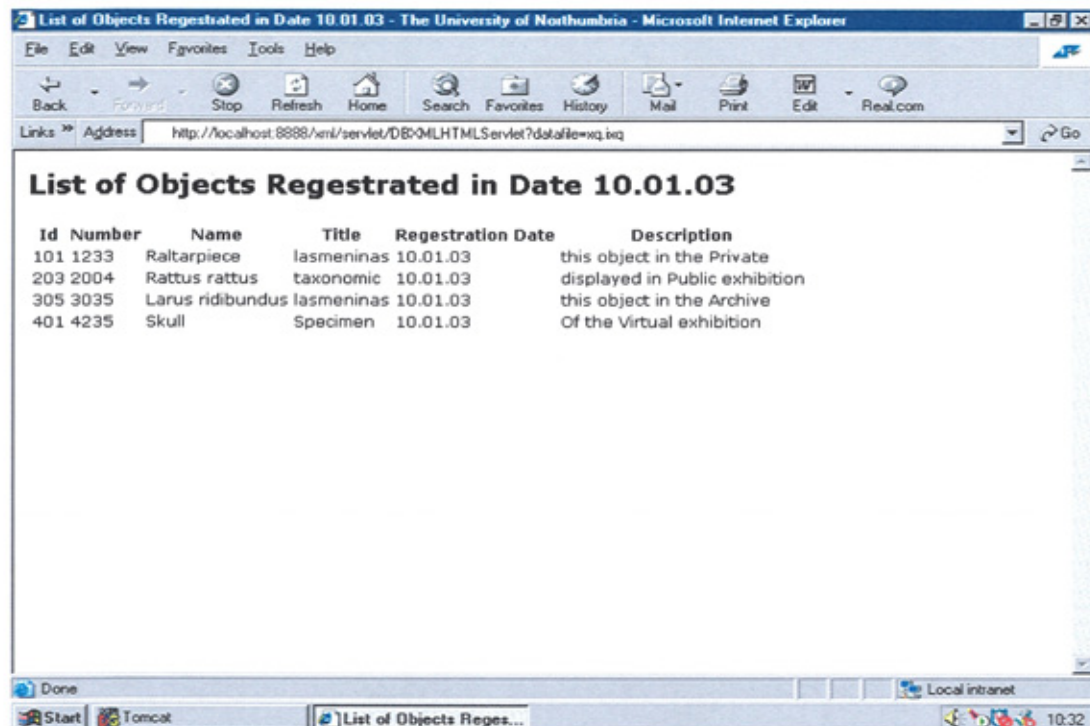 List of Objects Regestrated in Date 10.01.03 - The University of Northumbria - Microsoft Internet Explorer
File Edit View Favorites Tools Help
Back Forward Stop Refresh Home Search Favorites History Mail Print Edit Real.com
Links » Address http://localhost:8888/xml/servlet/DBXMLHTMLServlet?datafile=xq.ixq Go
List of Objects Regestrated in Date 10.01.03
Id Number Name Title Regestration Date Description
101 1233 Raltarpiece lasmeninas 10.01.03 this object in the Private
203 2004 Rattus rattus taxonomic 10.01.03 displayed in Public exhibition
305 3035 Larus ridibundus lasmeninas 10.01.03 this object in the Archive
401 4235 Skull Specimen 10.01.03 Of the Virtual exhibition
Done Local intranet
Start Tomcat List of Objects Reges... 10:32